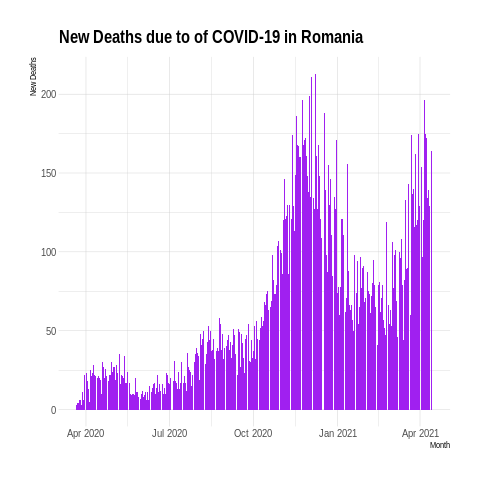 New Deaths due to of COVID-19 in Romania
New Deaths
200
150
100
50
0
Apr 2020 Jul 2020 Oct 2020 Jan 2021 Apr 2021
Month